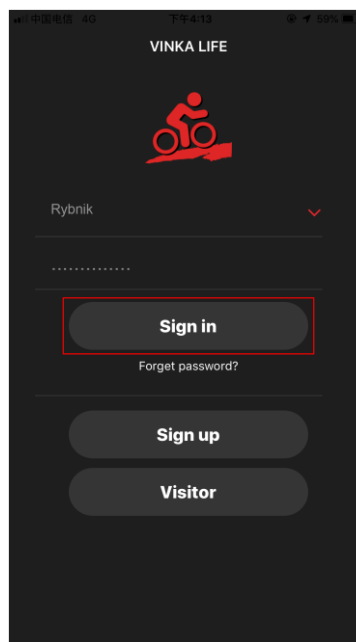 中国电信 4G 下午4:13 59%
VINKA LIFE
Rybnik
..............
Sign in
Forget password?
Sign up
Visitor